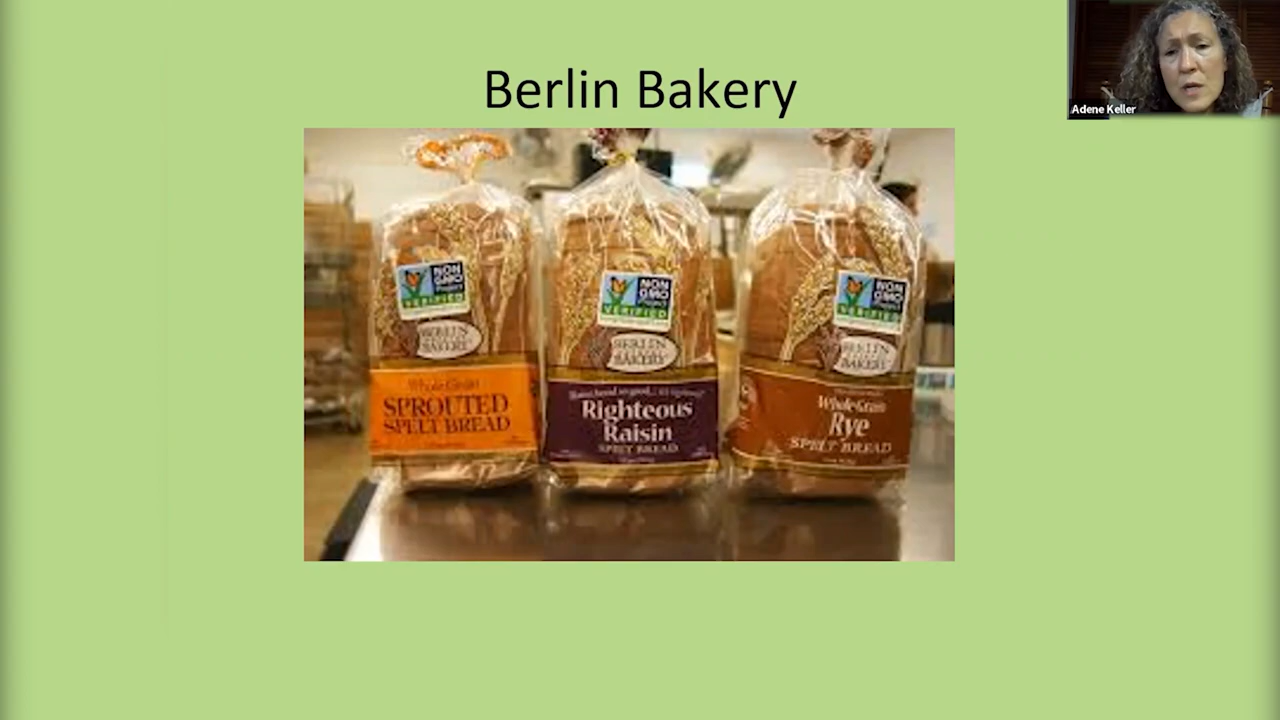 Berlin Bakery
Adene Keller
NON
GMO
Project
VERIFIED
BERLIN
BAKERY
Whole Grain
SPROUTED
SPELT BREAD
NON
GMO
Project
VERIFIED
BERLIN
BAKERY
Righteous
Raisin
SPELT BREAD
NON
GMO
Project
VERIFIED
BERLIN
BAKERY
Whole Grain
Rye
SPELT BREAD